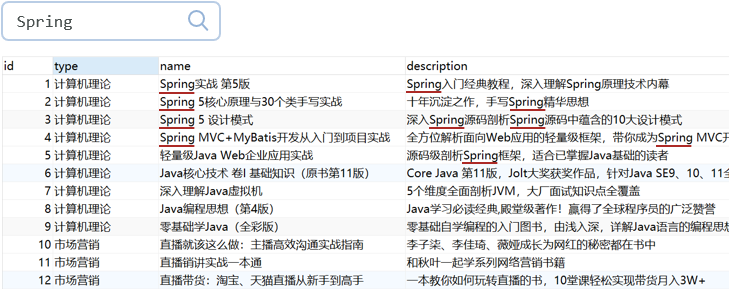 Spring
id type name description
1 计算机理论 Spring实战 第5版 Spring入门经典教程，深入理解Spring原理技术内幕
2 计算机理论 Spring 5核心原理与30个类手写实战 十年沉淀之作，手写Spring精华思想
3 计算机理论 Spring 5 设计模式 深入Spring源码剖析Spring源码中蕴含的10大设计模式
4 计算机理论 Spring MVC+MyBatis开发从入门到项目实战 全方位解析面向Web应用的轻量级框架，带你成为Spring MVC开
5 计算机理论 轻量级Java Web企业应用实战 源码级剖析Spring框架，适合已掌握Java基础的读者
6 计算机理论 Java核心技术 卷I 基础知识（原书第11版） Core Java 第11版，Jolt大奖获奖作品，针对Java SE9、10、11全
7 计算机理论 深入理解Java虚拟机 5个维度全面剖析JVM，大厂面试知识点全覆盖
8 计算机理论 Java编程思想（第4版） Java学习必读经典,殿堂级著作！赢得了全球程序员的广泛赞誉
9 计算机理论 零基础学Java（全彩版） 零基础自学编程的入门图书，由浅入深，详解Java语言的编程思想
10 市场营销 直播就该这么做：主播高效沟通实战指南 李子柒、李佳琦、薇娅成长为网红的秘密都在书中
11 市场营销 直播销讲实战一本通 和秋叶一起学系列网络营销书籍
12 市场营销 直播带货：淘宝、天猫直播从新手到高手 一本教你如何玩转直播的书，10堂课轻松实现带货月入3W+